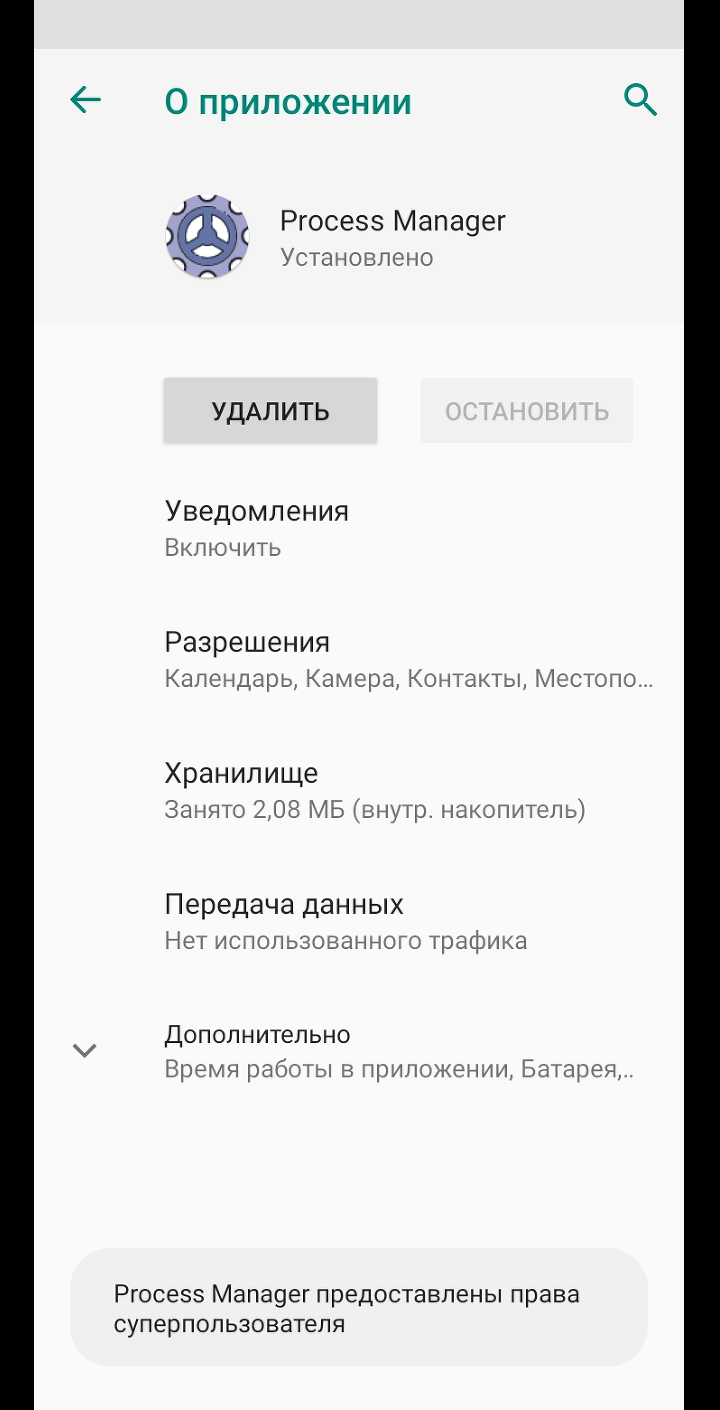 О приложении
Process Manager
Установлено
УДАЛИТЬ
ОСТАНОВИТЬ
Уведомления
Включить
Разрешения
Календарь, Камера, Контакты, Местопо...
Хранилище
Занято 2,08 МБ (внутр. накопитель)
Передача данных
Нет использованного трафика
Дополнительно
Время работы в приложении, Батарея,..
Process Manager предоставлены права
суперпользователя